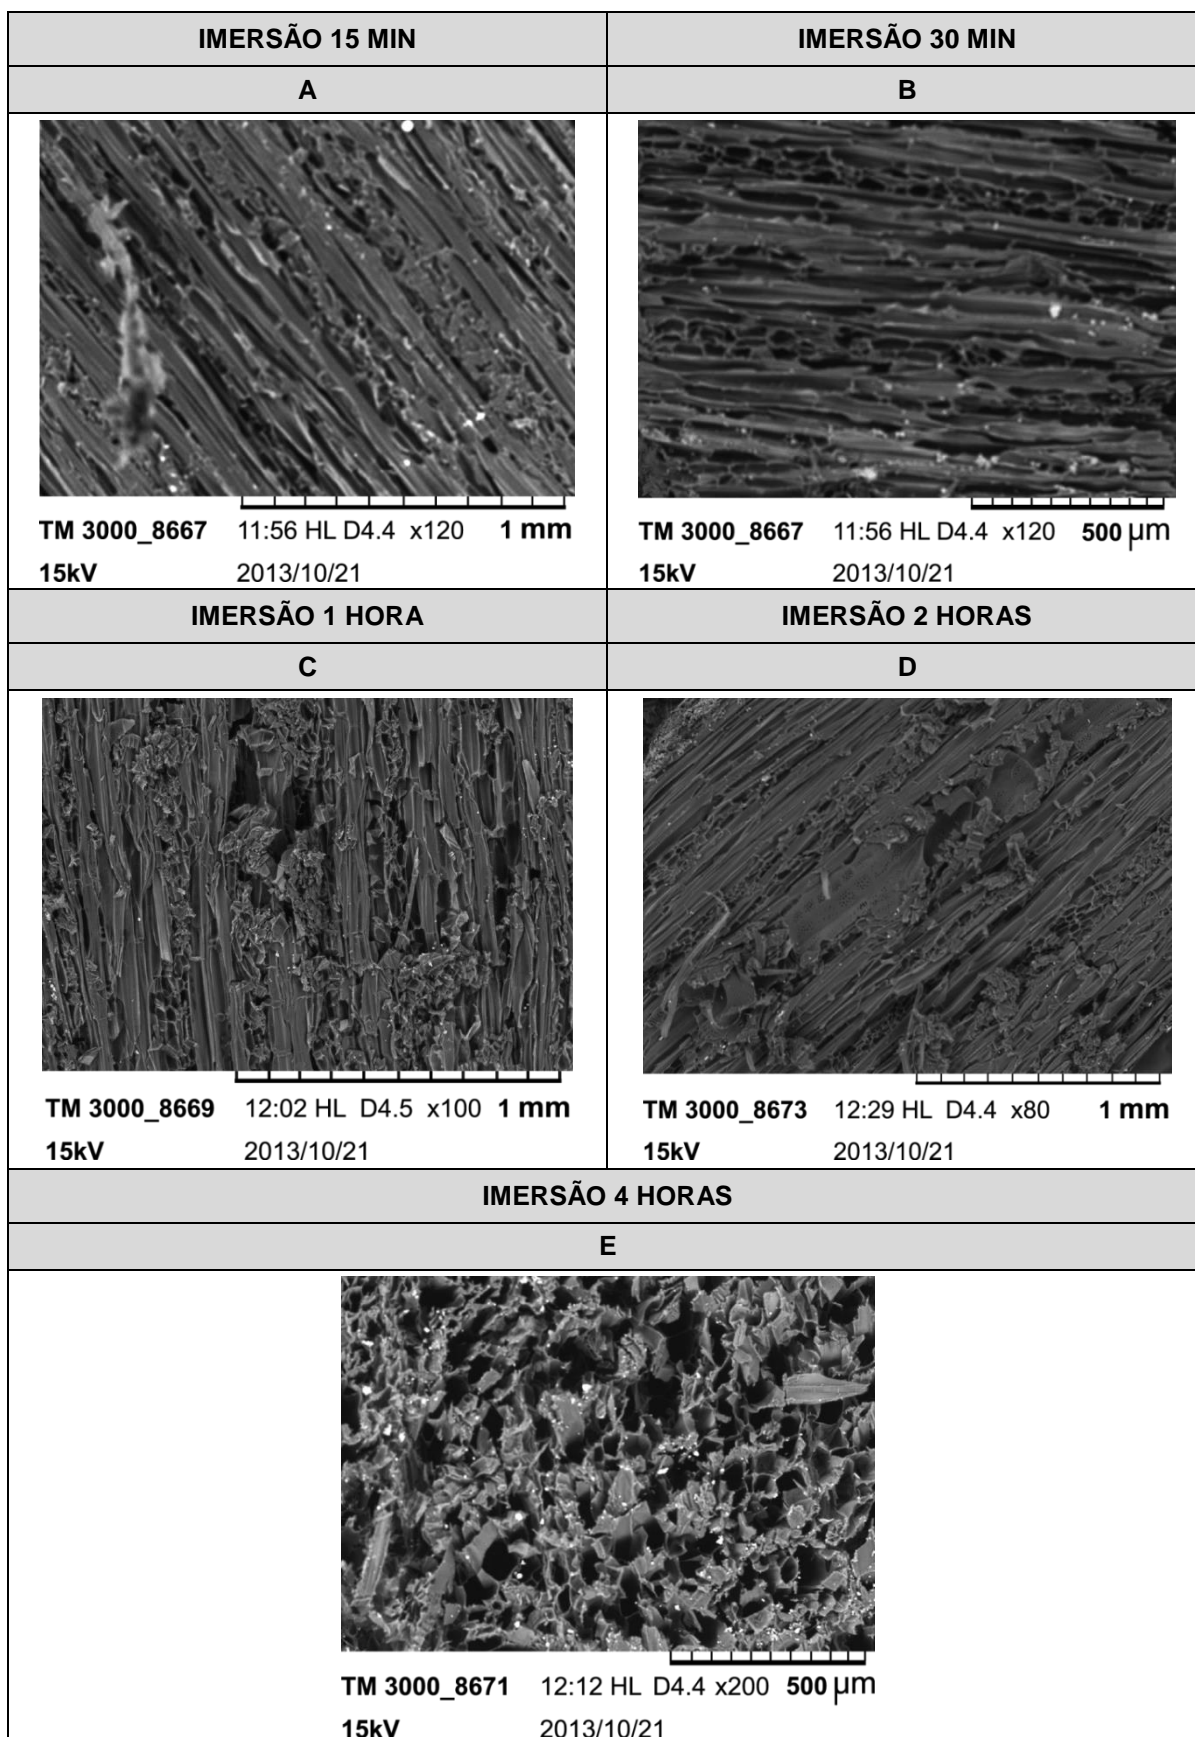 IMERSÃO 15 MIN
IMERSÃO 30 MIN
A
B
TM 3000_8667 11:56 HL D4.4 x120 1 mm
15kV 2013/10/21
TM 3000_8667 11:56 HL D4.4 x120 500 µm
15kV 2013/10/21
IMERSÃO 1 HORA
IMERSÃO 2 HORAS
C
D
TM 3000_8669 12:02 HL D4.5 x100 1 mm
15kV 2013/10/21
TM 3000_8673 12:29 HL D4.4 x80 1 mm
15kV 2013/10/21
IMERSÃO 4 HORAS
E
TM 3000_8671 12:12 HL D4.4 x200 500 µm
15kV 2013/10/21